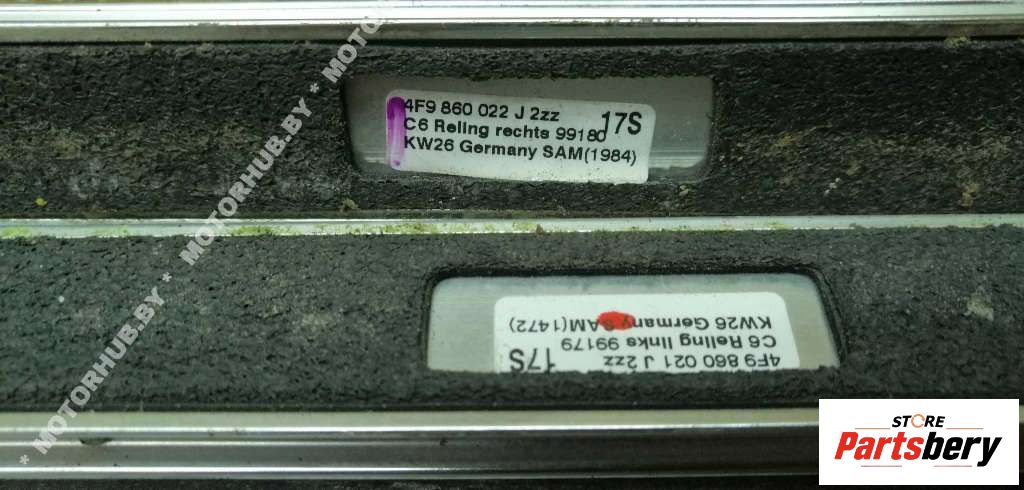 4F9 860 022 J 2zz
C6 Reling rechts 99180
17S
KW26 Germany SAM(1984)
4F9 860 021 J 2zz
17S
C6 Reling links 99179
KW26 Germany SAM(1472)
* MOTORHUB.BY * MOTORHUB.BY * MOTORHUB.BY * MOTOR
STORE
Partsbery